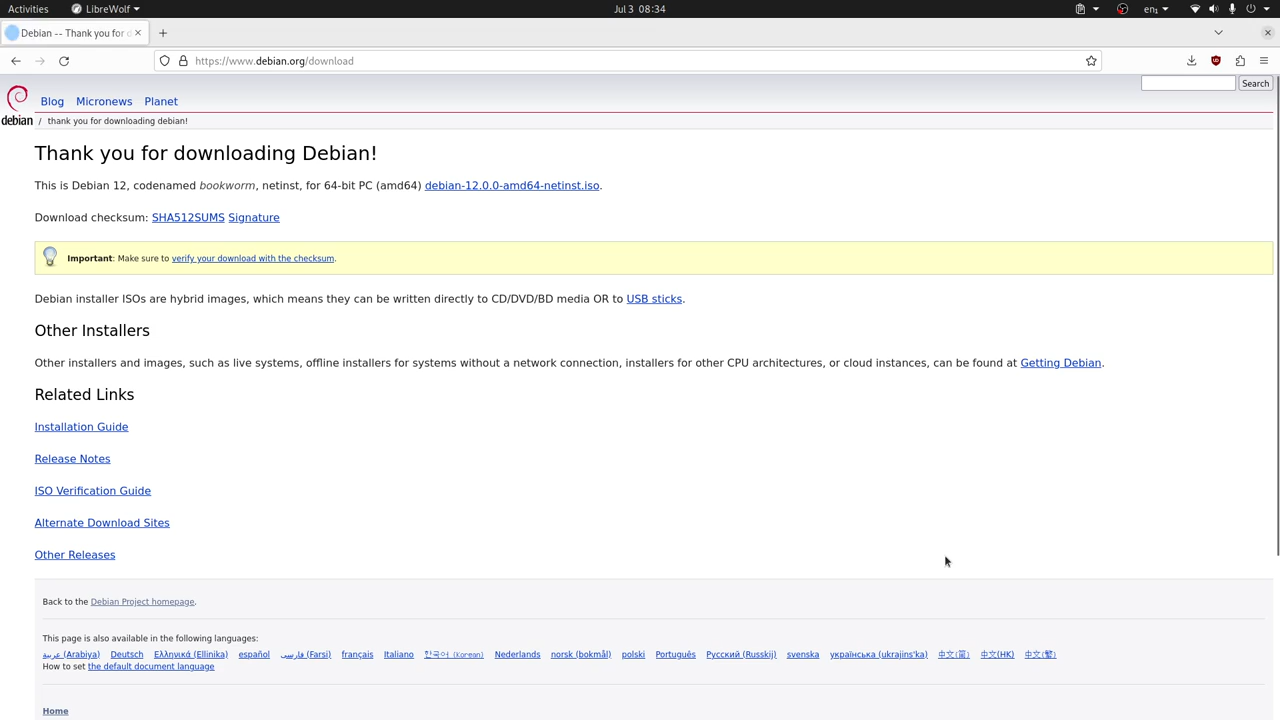 Activities LibreWolf Jul 3 08:34 en₁
Debian -- Thank you for d
https://www.debian.org/download
Search
debian
Blog Micronews Planet
/ thank you for downloading debian!
Thank you for downloading Debian!
This is Debian 12, codenamed bookworm, netinst, for 64-bit PC (amd64) debian-12.0.0-amd64-netinst.iso.
Download checksum: SHA512SUMS Signature
Important: Make sure to verify your download with the checksum.
Debian installer ISOs are hybrid images, which means they can be written directly to CD/DVD/BD media OR to USB sticks.
Other Installers
Other installers and images, such as live systems, offline installers for systems without a network connection, installers for other CPU architectures, or cloud instances, can be found at Getting Debian.
Related Links
Installation Guide
Release Notes
ISO Verification Guide
Alternate Download Sites
Other Releases
Back to the Debian Project homepage.
This page is also available in the following languages:
عربية (Arabiya) Deutsch Ελληνικά (Ellinika) español فارسی (Farsi) français Italiano 한국어 (Korean) Nederlands norsk (bokmål) polski Português Русский (Russkij) svenska українська (ukrajins'ka) 中文(简) 中文(HK) 中文(繁)
How to set the default document language
Home